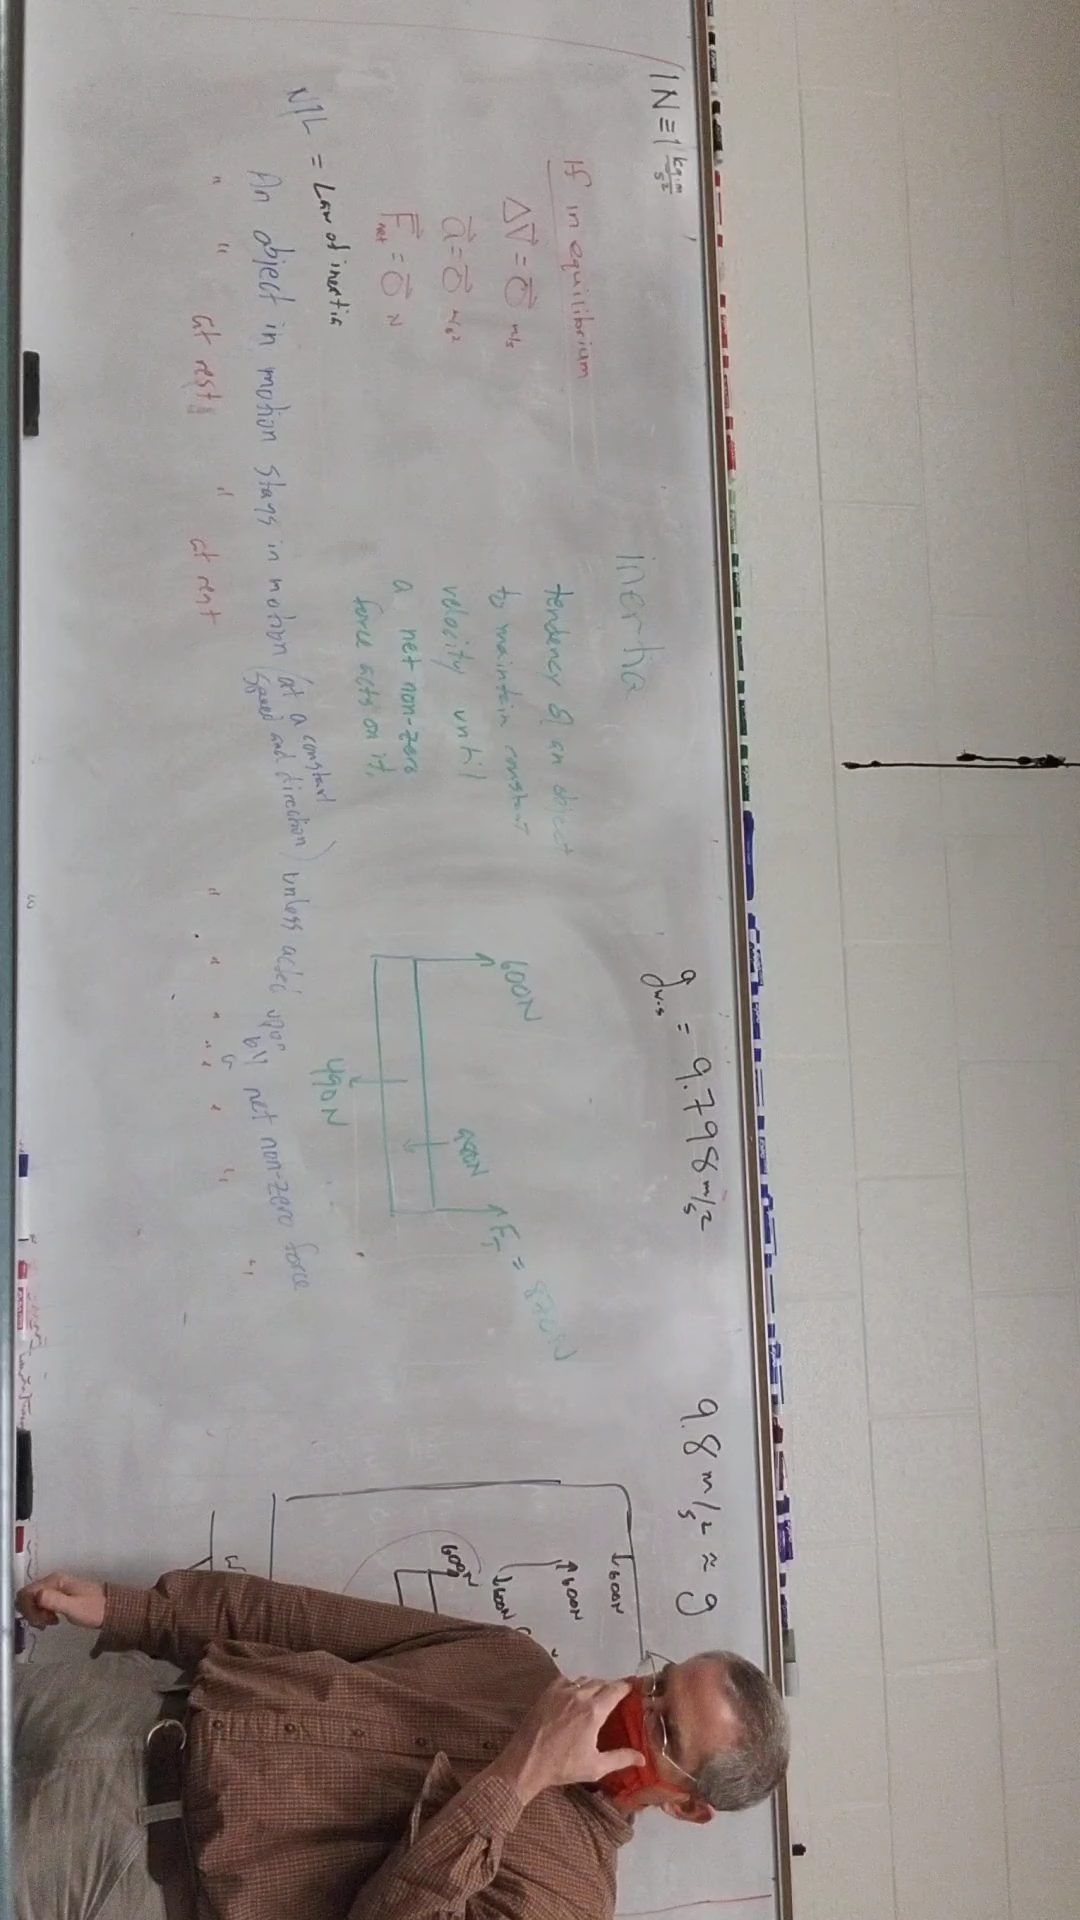 1N = 1 kg·m/s²
g = 9.798 m/s²
9.8 m/s² ≈ g
If in equilibrium
ΔV⃗ = 0⃗ m/s
a⃗ = 0⃗ m/s²
F⃗net = 0⃗ N
Inertia
tendency of an object
to maintain constant
velocity until
a net non-zero
force acts on it.
600N
FT =
490N
↓600N
↑600N
↓600N
600N
N1L = Law of inertia
An object in motion stays in motion (at a constant
speed and direction) unless acted upon by net non-zero force
" " at rest " at rest " " " " " " "